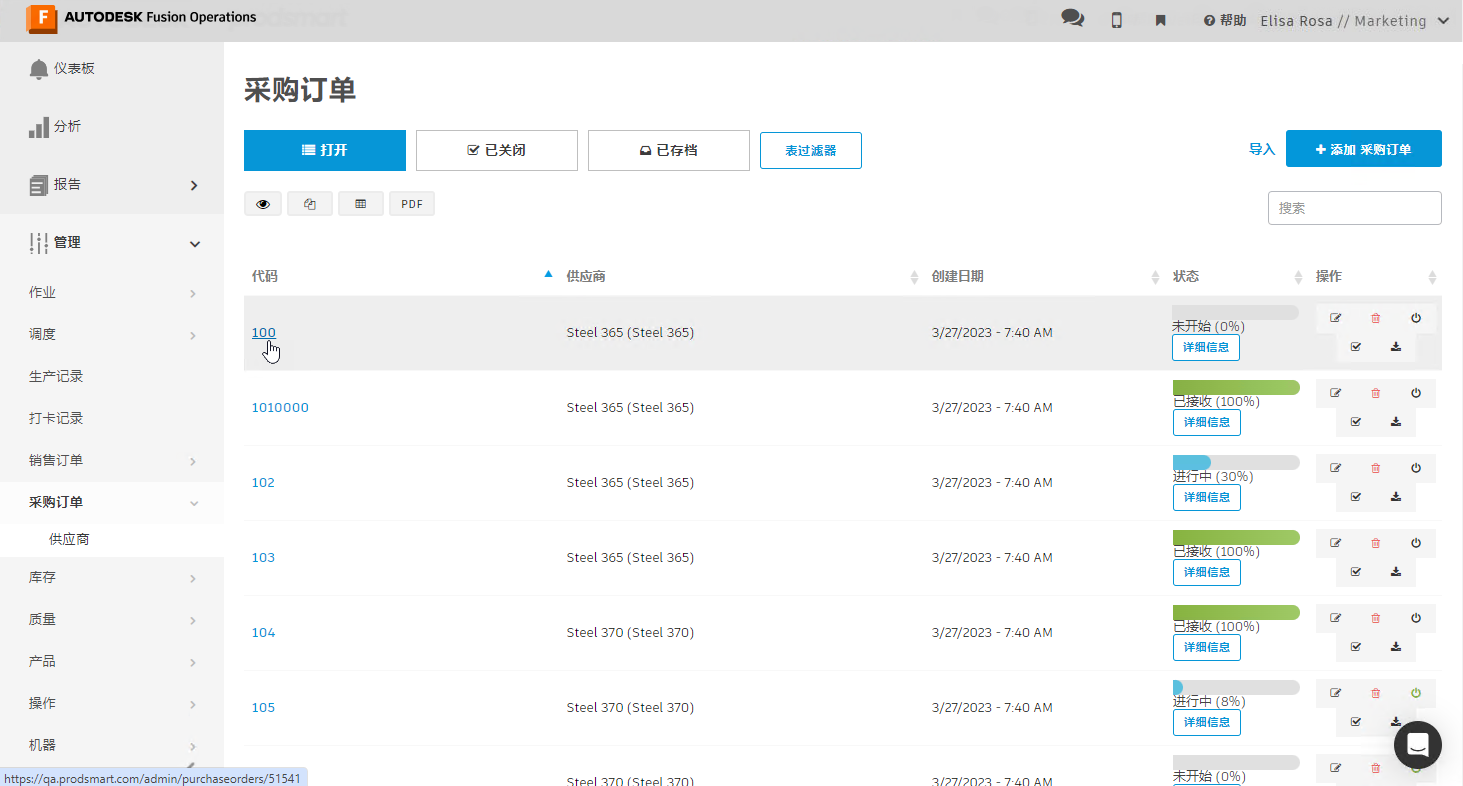 F AUTODESK Fusion Operations
帮助 Elisa Rosa // Marketing
仪表板
分析
报告
管理
作业
调度
生产记录
打卡记录
销售订单
采购订单
供应商
库存
质量
产品
操作
机器
https://qa.prodsmart.com/admin/purchaseorders/51541
采购订单
打开 已关闭 已存档 表过滤器 导入 添加 采购订单
PDF 搜索
代码 供应商 创建日期 状态 操作
100 Steel 365 (Steel 365) 3/27/2023 - 7:40 AM 未开始 (0%)
详细信息
1010000 Steel 365 (Steel 365) 3/27/2023 - 7:40 AM 已接收 (100%)
详细信息
102 Steel 365 (Steel 365) 3/27/2023 - 7:40 AM 进行中 (30%)
详细信息
103 Steel 365 (Steel 365) 3/27/2023 - 7:40 AM 已接收 (100%)
详细信息
104 Steel 370 (Steel 370) 3/27/2023 - 7:40 AM 已接收 (100%)
详细信息
105 Steel 370 (Steel 370) 3/27/2023 - 7:40 AM 进行中 (8%)
详细信息
Steel 370 (Steel 370) 3/27/2023 - 7:40 AM 未开始 (0%)